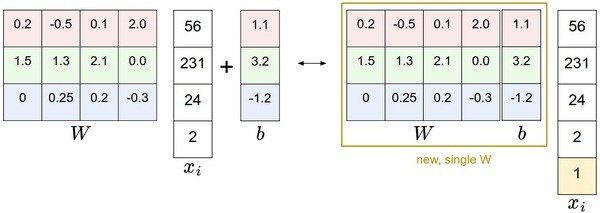 0.2 -0.5 0.1 2.0 56 1.1 0.2 -0.5 0.1 2.0 1.1 56
1.5 1.3 2.1 0.0 231 + 3.2 ↔ 1.5 1.3 2.1 0.0 3.2 231
0 0.25 0.2 -0.3 24 -1.2 0 0.25 0.2 -0.3 -1.2 24
W 2 b W b 2
x_i new, single W 1
x_i